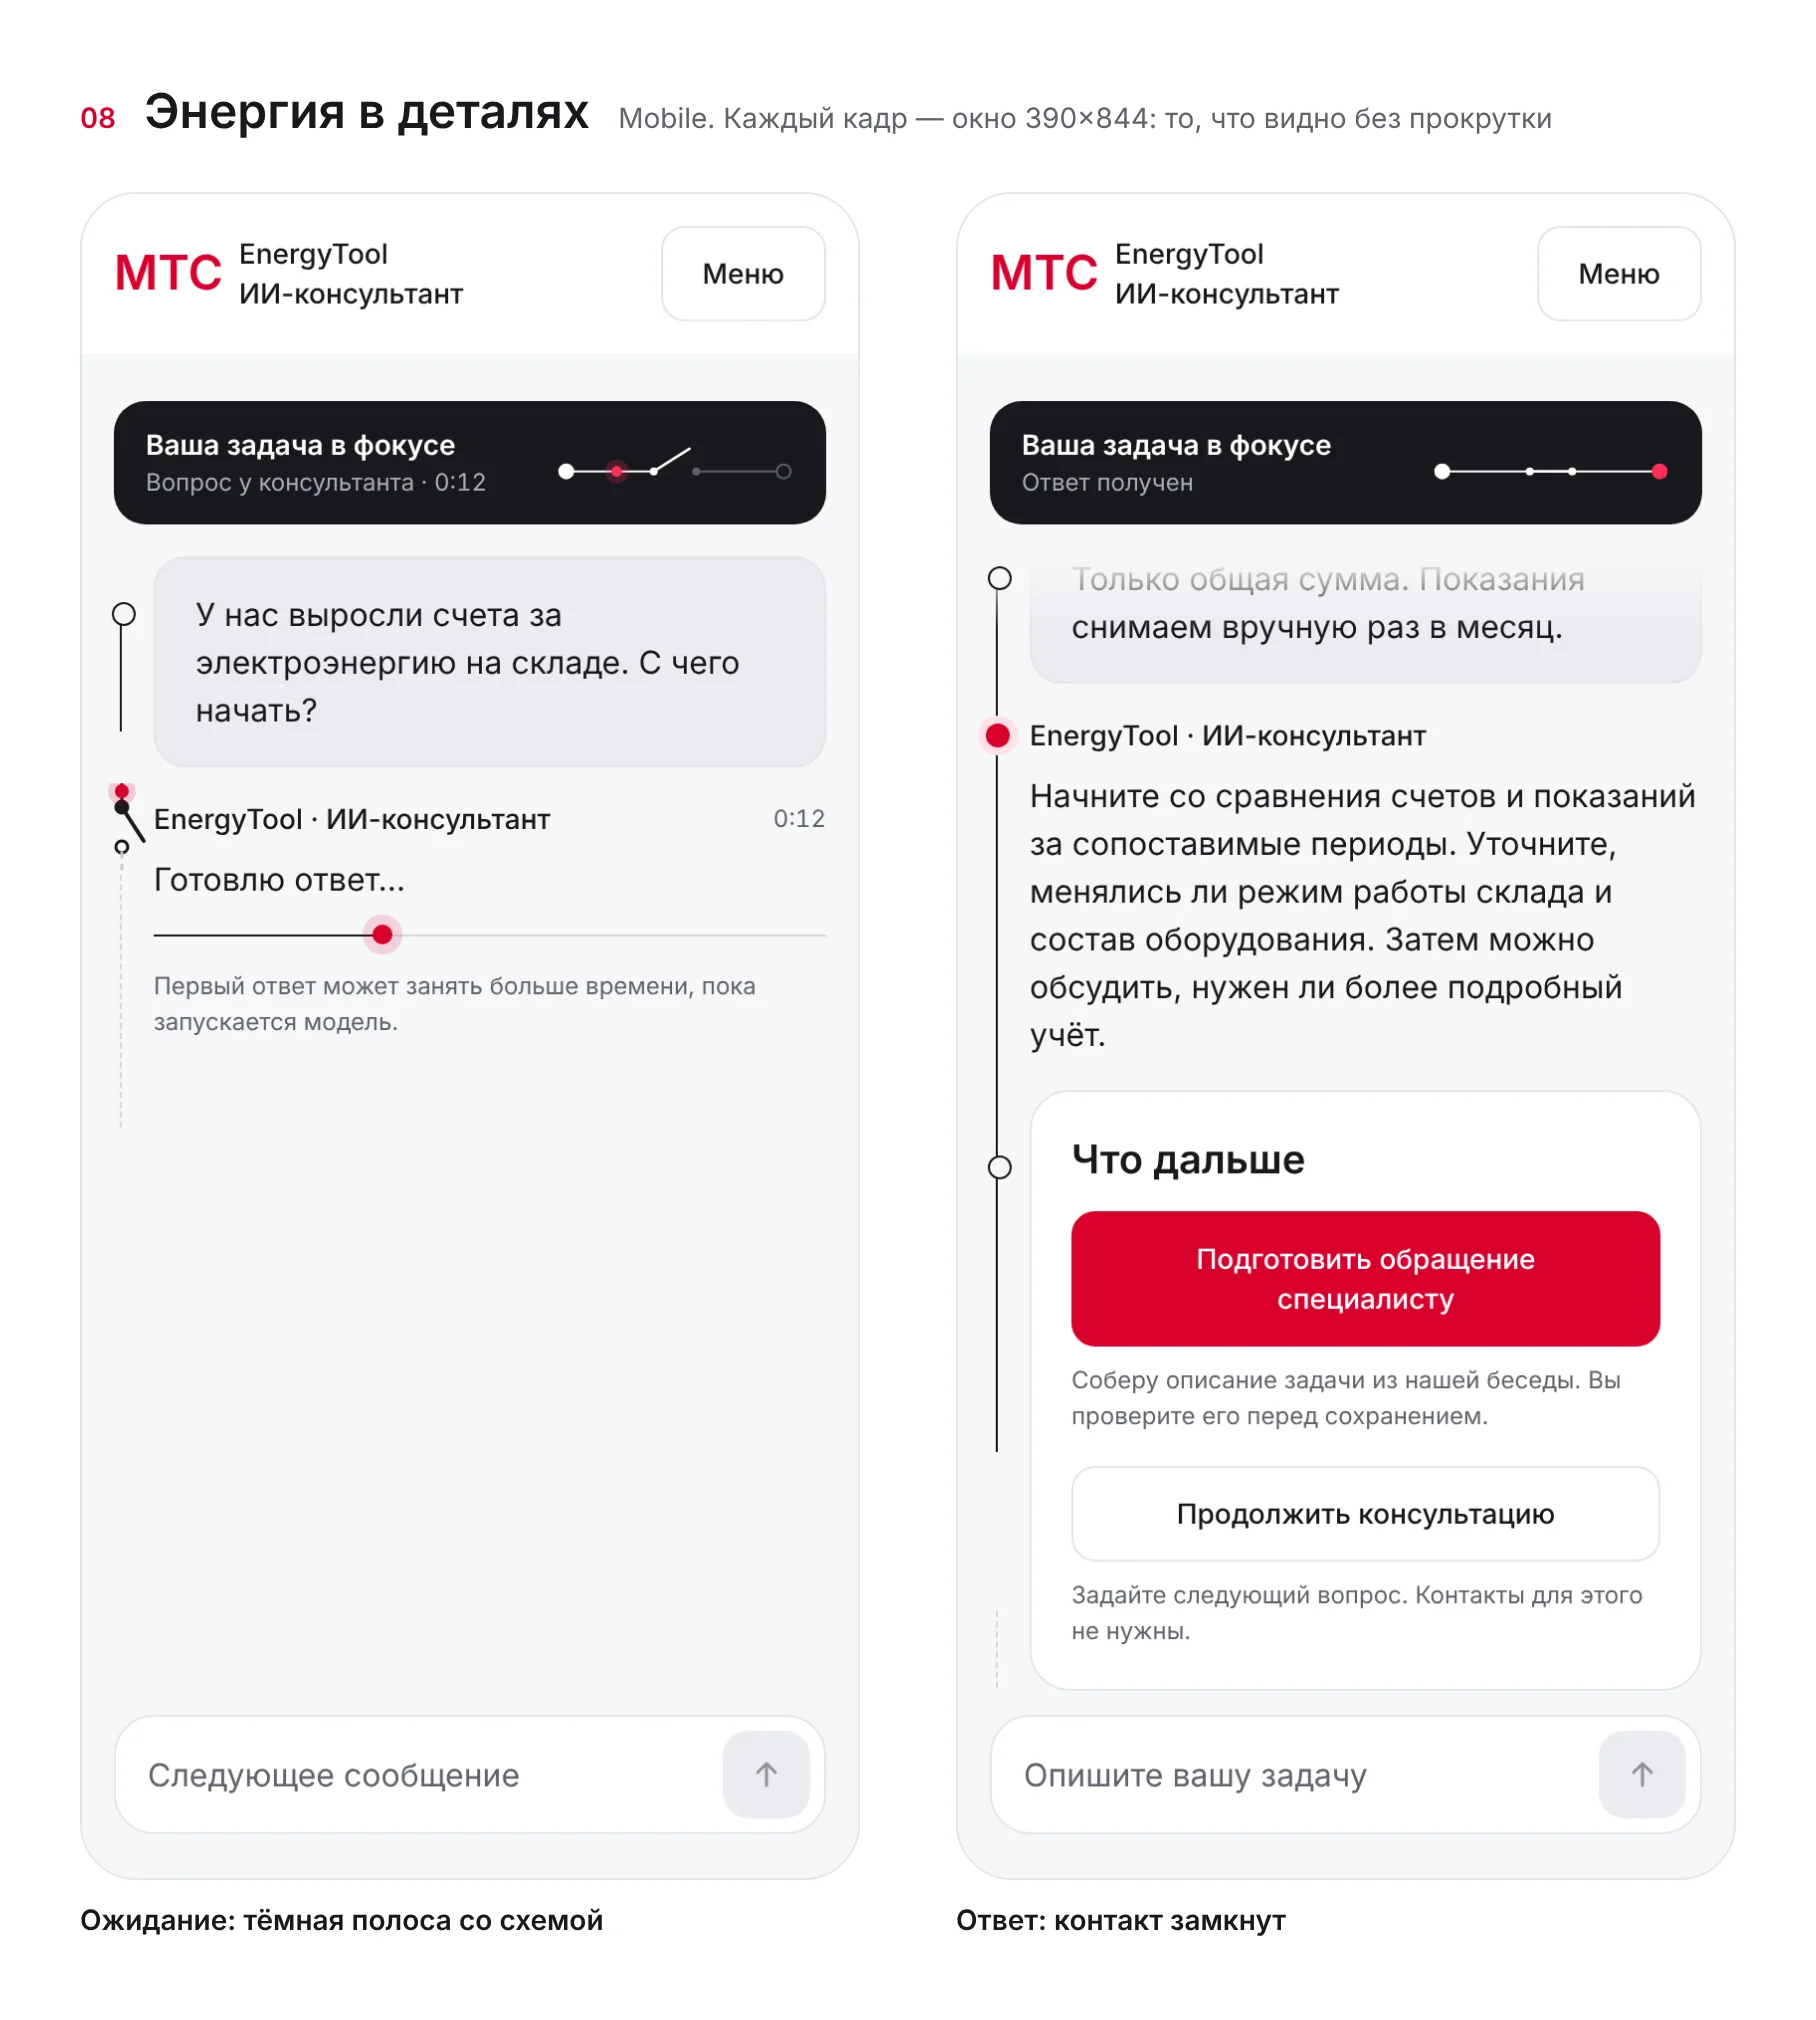 08 Энергия в деталях Mobile. Каждый кадр — окно 390×844: то, что видно без прокрутки
МТС
EnergyTool
ИИ-консультант
Меню
Ваша задача в фокусе
Вопрос у консультанта · 0:12
У нас выросли счета за
электроэнергию на складе. С чего
начать?
EnergyTool · ИИ-консультант 0:12
Готовлю ответ...
Первый ответ может занять больше времени, пока
запускается модель.
Следующее сообщение
Ожидание: тёмная полоса со схемой
МТС
EnergyTool
ИИ-консультант
Меню
Ваша задача в фокусе
Ответ получен
Только общая сумма. Показания
снимаем вручную раз в месяц.
EnergyTool · ИИ-консультант
Начните со сравнения счетов и показаний
за сопоставимые периоды. Уточните,
менялись ли режим работы склада и
состав оборудования. Затем можно
обсудить, нужен ли более подробный
учёт.
Что дальше
Подготовить обращение
специалисту
Соберу описание задачи из нашей беседы. Вы
проверите его перед сохранением.
Продолжить консультацию
Задайте следующий вопрос. Контакты для этого
не нужны.
Опишите вашу задачу
Ответ: контакт замкнут